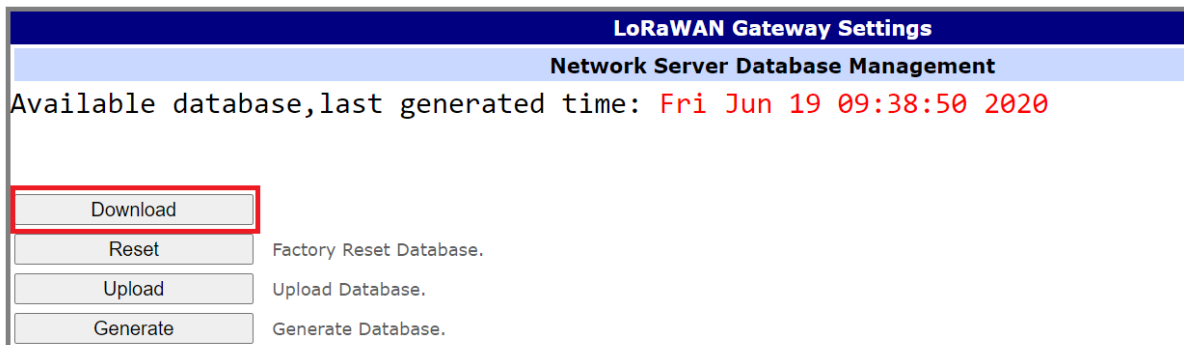 LoRaWAN Gateway Settings
Network Server Database Management
Available database,last generated time: Fri Jun 19 09:38:50 2020
Download
Reset Factory Reset Database.
Upload Upload Database.
Generate Generate Database.